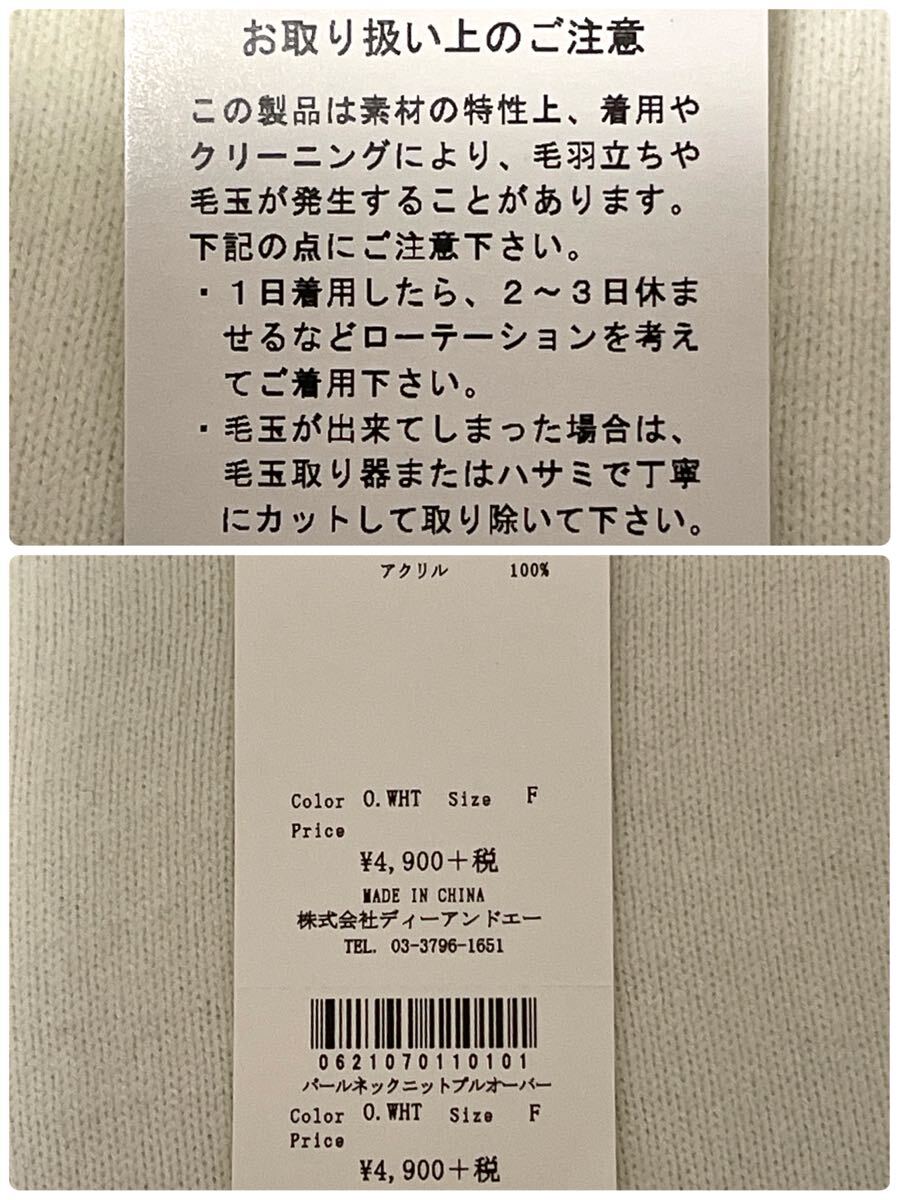 お取り扱い上のご注意
この製品は素材の特性上、着用や
クリーニングにより、毛羽立ちや
毛玉が発生することがあります。
下記の点にご注意下さい。
・１日着用したら、２～３日休ま
せるなどローテーションを考え
てご着用下さい。
・毛玉が出来てしまった場合は、
毛玉取り器またはハサミで丁寧
にカットして取り除いて下さい。
アクリル 100%
Color O.WHT Size F
Price
¥4,900＋税
MADE IN CHINA
株式会社ディーアンドエー
TEL. 03-3796-1651
0621070110101
パールネックニットプルオーバー
Color O.WHT Size F
Price
¥4,900＋税